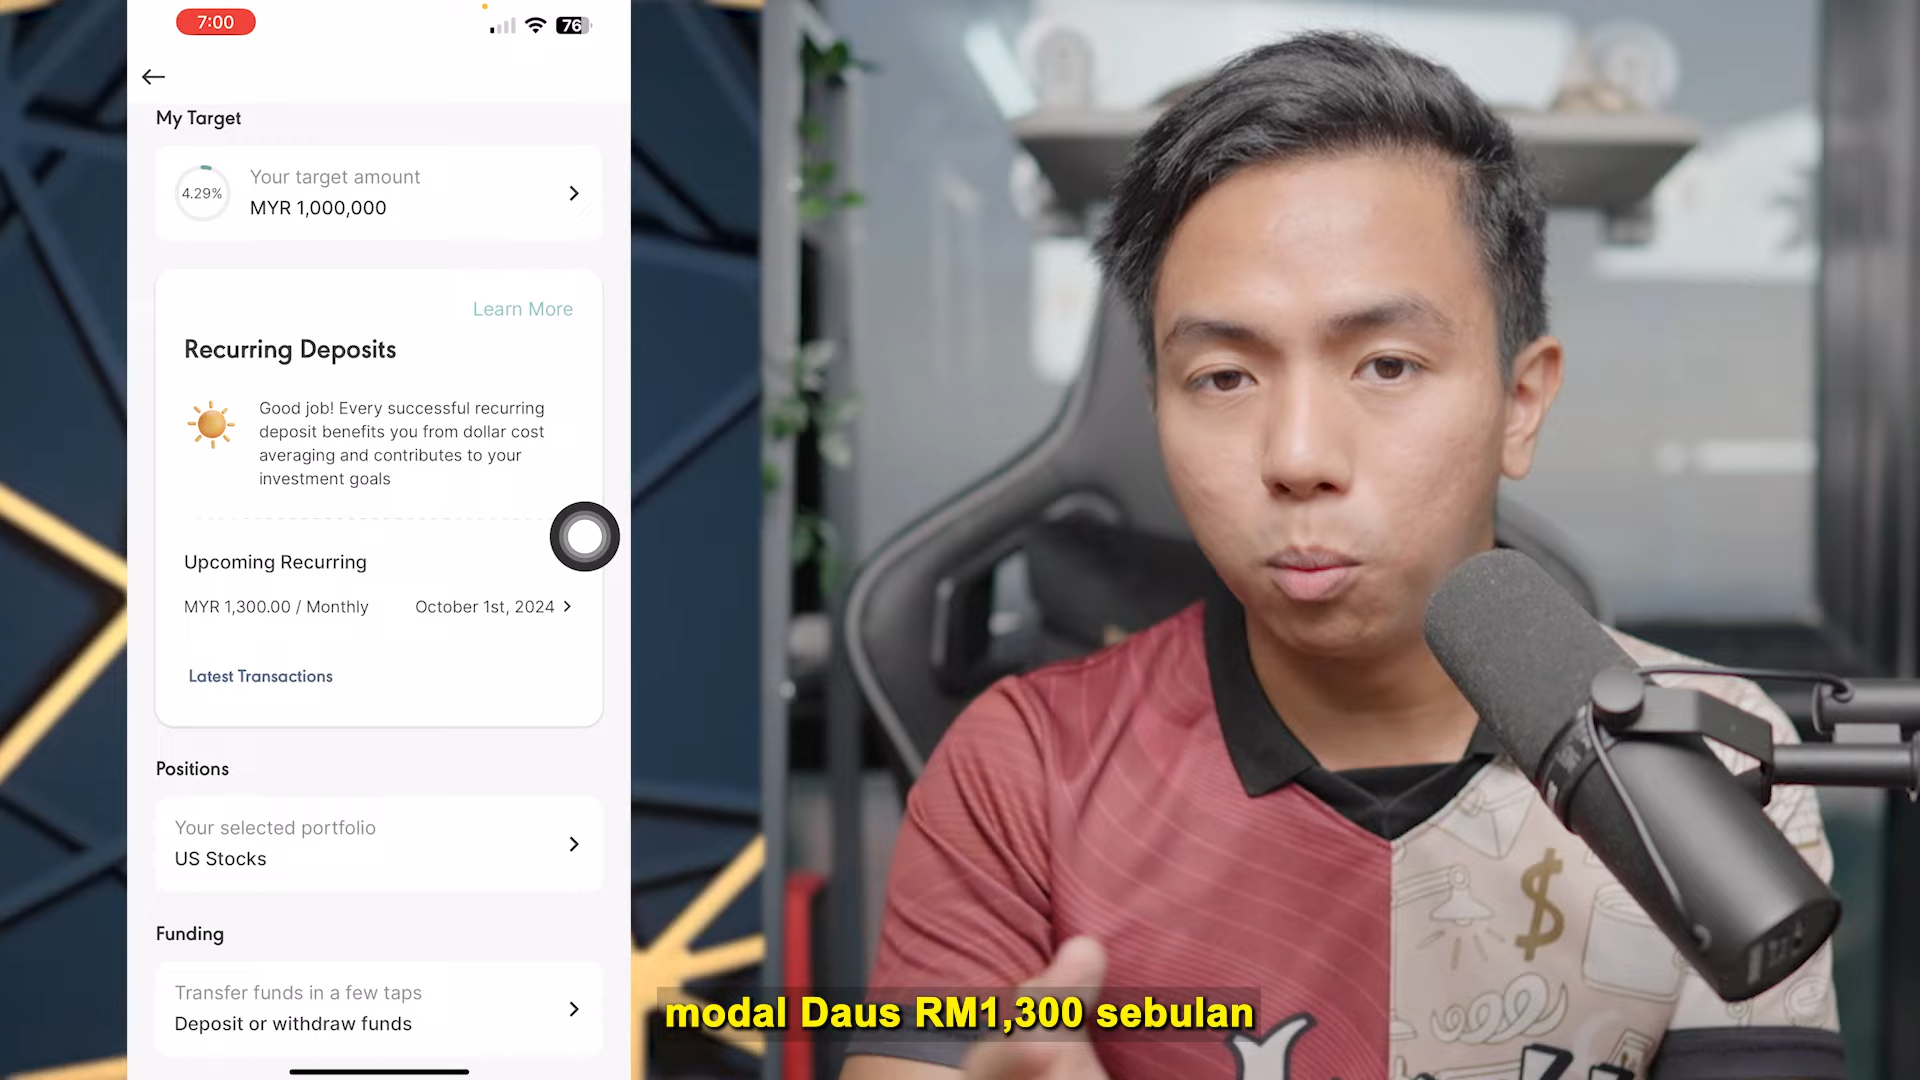 7:00
76
My Target
4.29%
Your target amount
MYR 1,000,000
Learn More
Recurring Deposits
Good job! Every successful recurring
deposit benefits you from dollar cost
averaging and contributes to your
investment goals
Upcoming Recurring
MYR 1,300.00 / Monthly
October 1st, 2024
Latest Transactions
Positions
Your selected portfolio
US Stocks
Funding
Transfer funds in a few taps
Deposit or withdraw funds
modal Daus RM1,300 sebulan
$